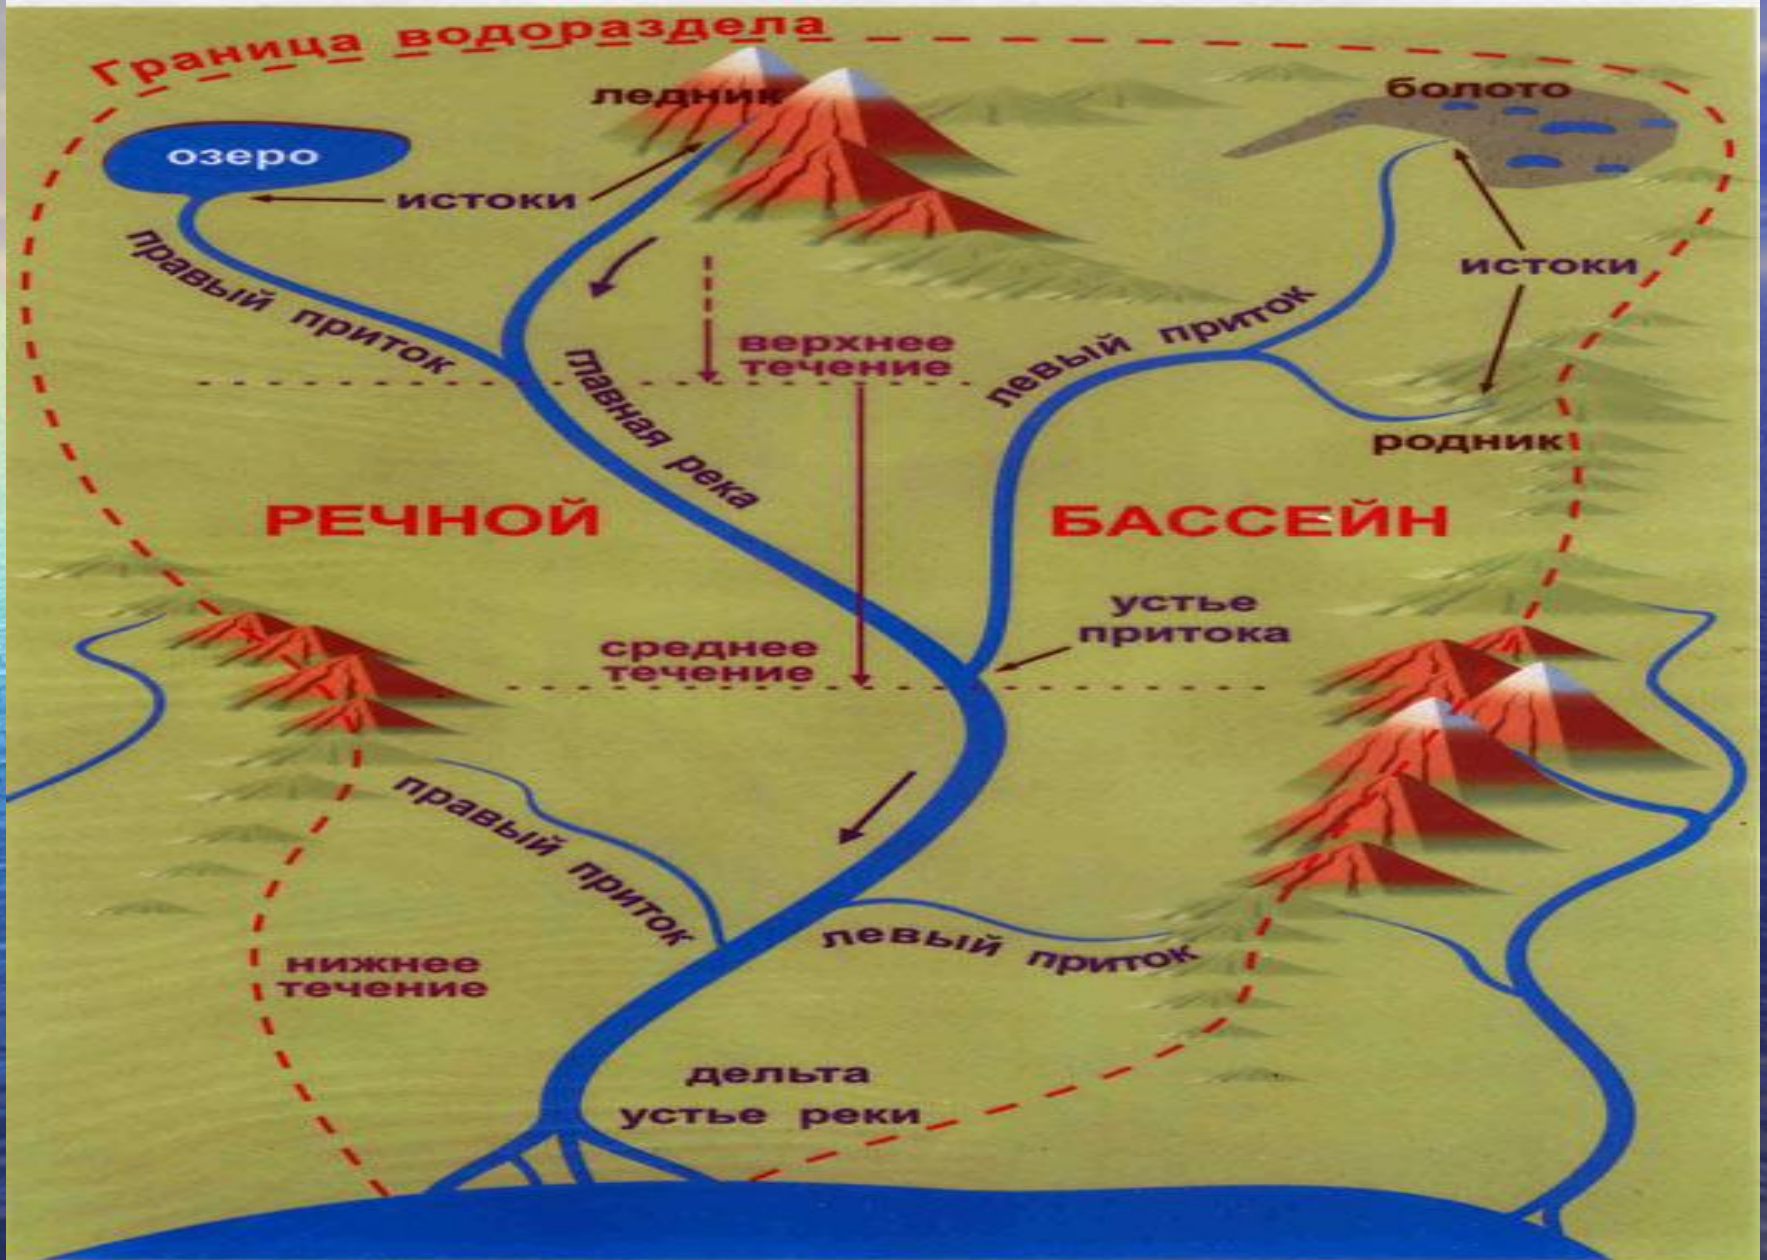 Граница водораздела
ледник
болото
озеро
истоки
правый приток
истоки
левый приток
верхнее
течение
главная река
родник
РЕЧНОЙ БАССЕЙН
устье
притока
среднее
течение
правый приток
левый приток
нижнее
течение
дельта
устье реки